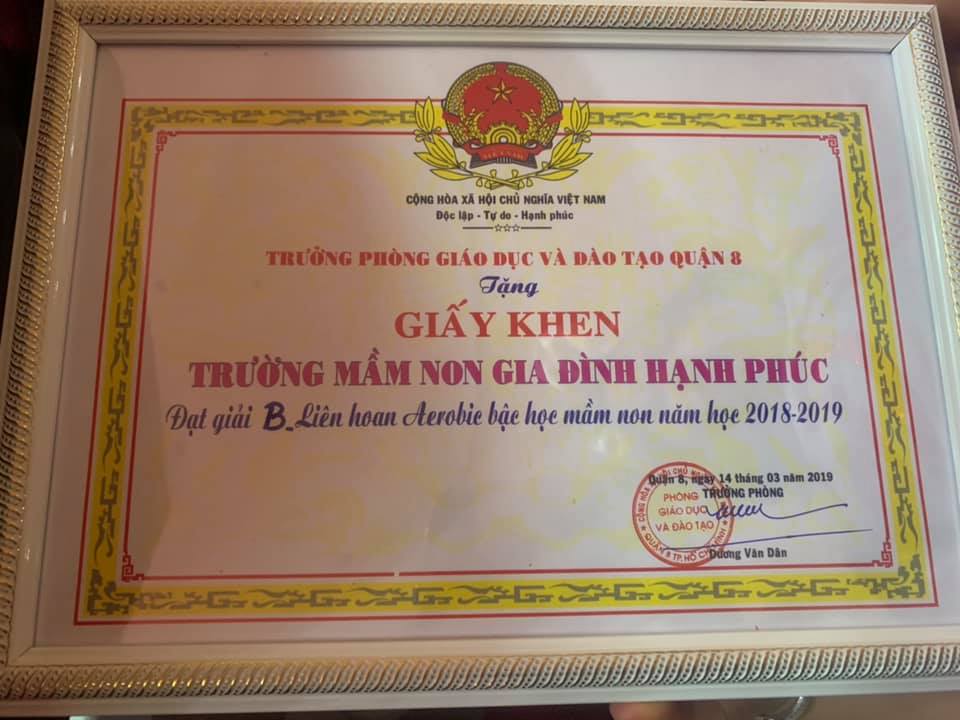 VIỆT NAM
CỘNG HÒA XÃ HỘI CHỦ NGHĨA VIỆT NAM
Độc lập - Tự do - Hạnh phúc
TRƯỞNG PHÒNG GIÁO DỤC VÀ ĐÀO TẠO QUẬN 8
Tặng
GIẤY KHEN
TRƯỜNG MẦM NON GIA ĐÌNH HẠNH PHÚC
Đạt giải B Liên hoan Aerobic bậc học mầm non năm học 2018-2019
Quận 8, ngày 14 tháng 03 năm 2019
TRƯỞNG PHÒNG
PHÒNG
GIÁO DỤC
VÀ ĐÀO TẠO
Dương Văn Dân